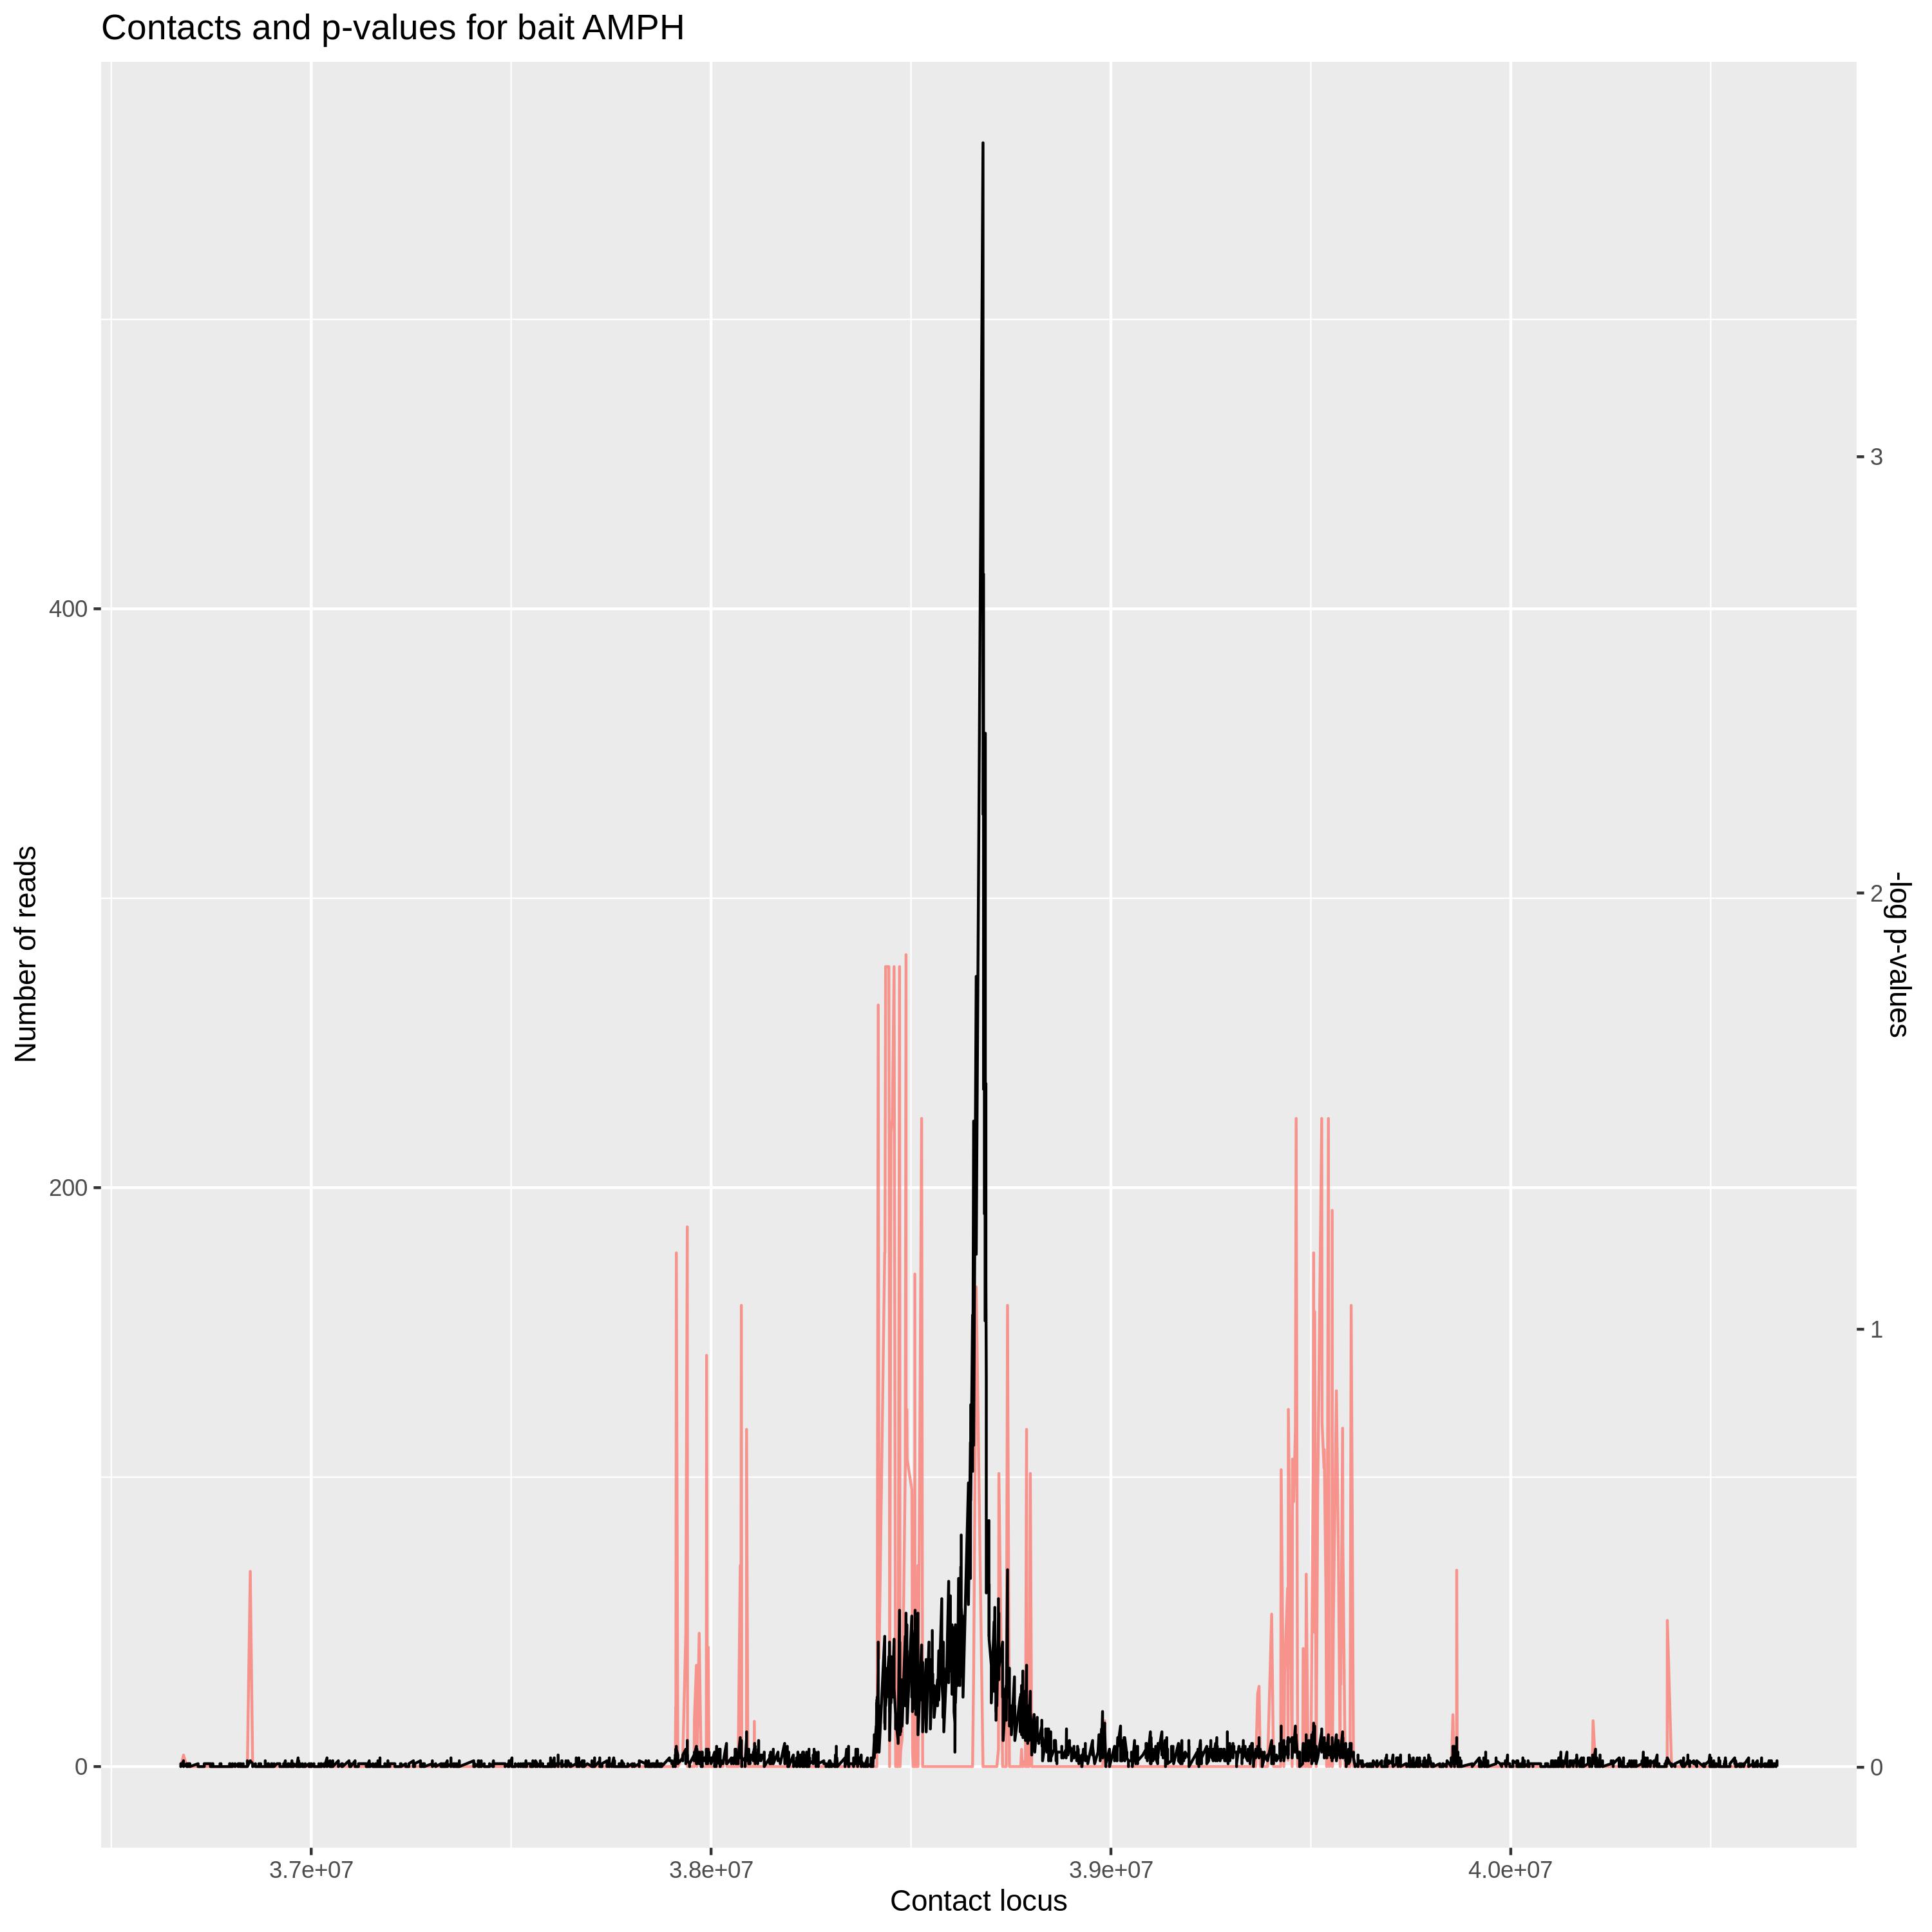 Contacts and p-values for bait AMPH
Number of reads
400
200
0
3
2
1
0
-log p-values
3.7e+07
3.8e+07
3.9e+07
4.0e+07
Contact locus